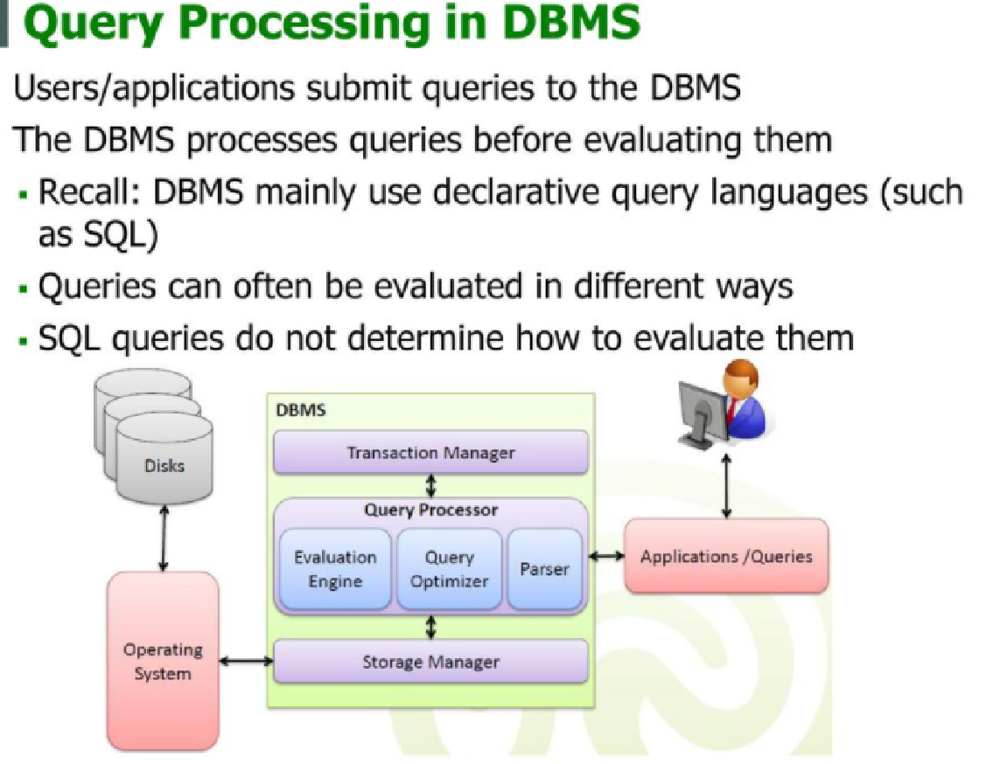 Query Processing in DBMS
Users/applications submit queries to the DBMS
The DBMS processes queries before evaluating them
▪ Recall: DBMS mainly use declarative query languages (such
as SQL)
▪ Queries can often be evaluated in different ways
▪ SQL queries do not determine how to evaluate them
Disks
Operating
System
DBMS
Transaction Manager
Query Processor
Evaluation
Engine
Query
Optimizer
Parser
Storage Manager
Applications /Queries